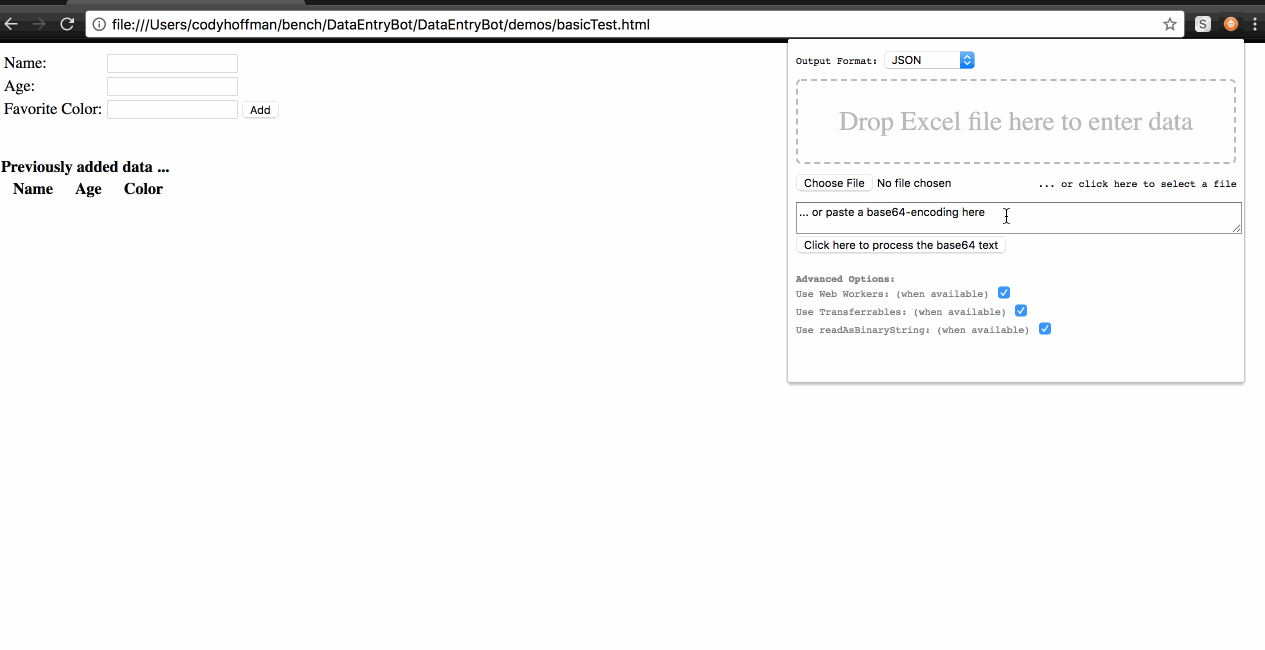 file:///Users/codyhoffman/bench/DataEntryBot/DataEntryBot/demos/basicTest.html
S
Name:
Age:
Favorite Color: Add
Previously added data ...
Name Age Color
Output Format: JSON
Drop Excel file here to enter data
Choose File No file chosen ... or click here to select a file
... or paste a base64-encoding here
Click here to process the base64 text
Advanced Options:
Use Web Workers: (when available)
Use Transferrables: (when available)
Use readAsBinaryString: (when available)